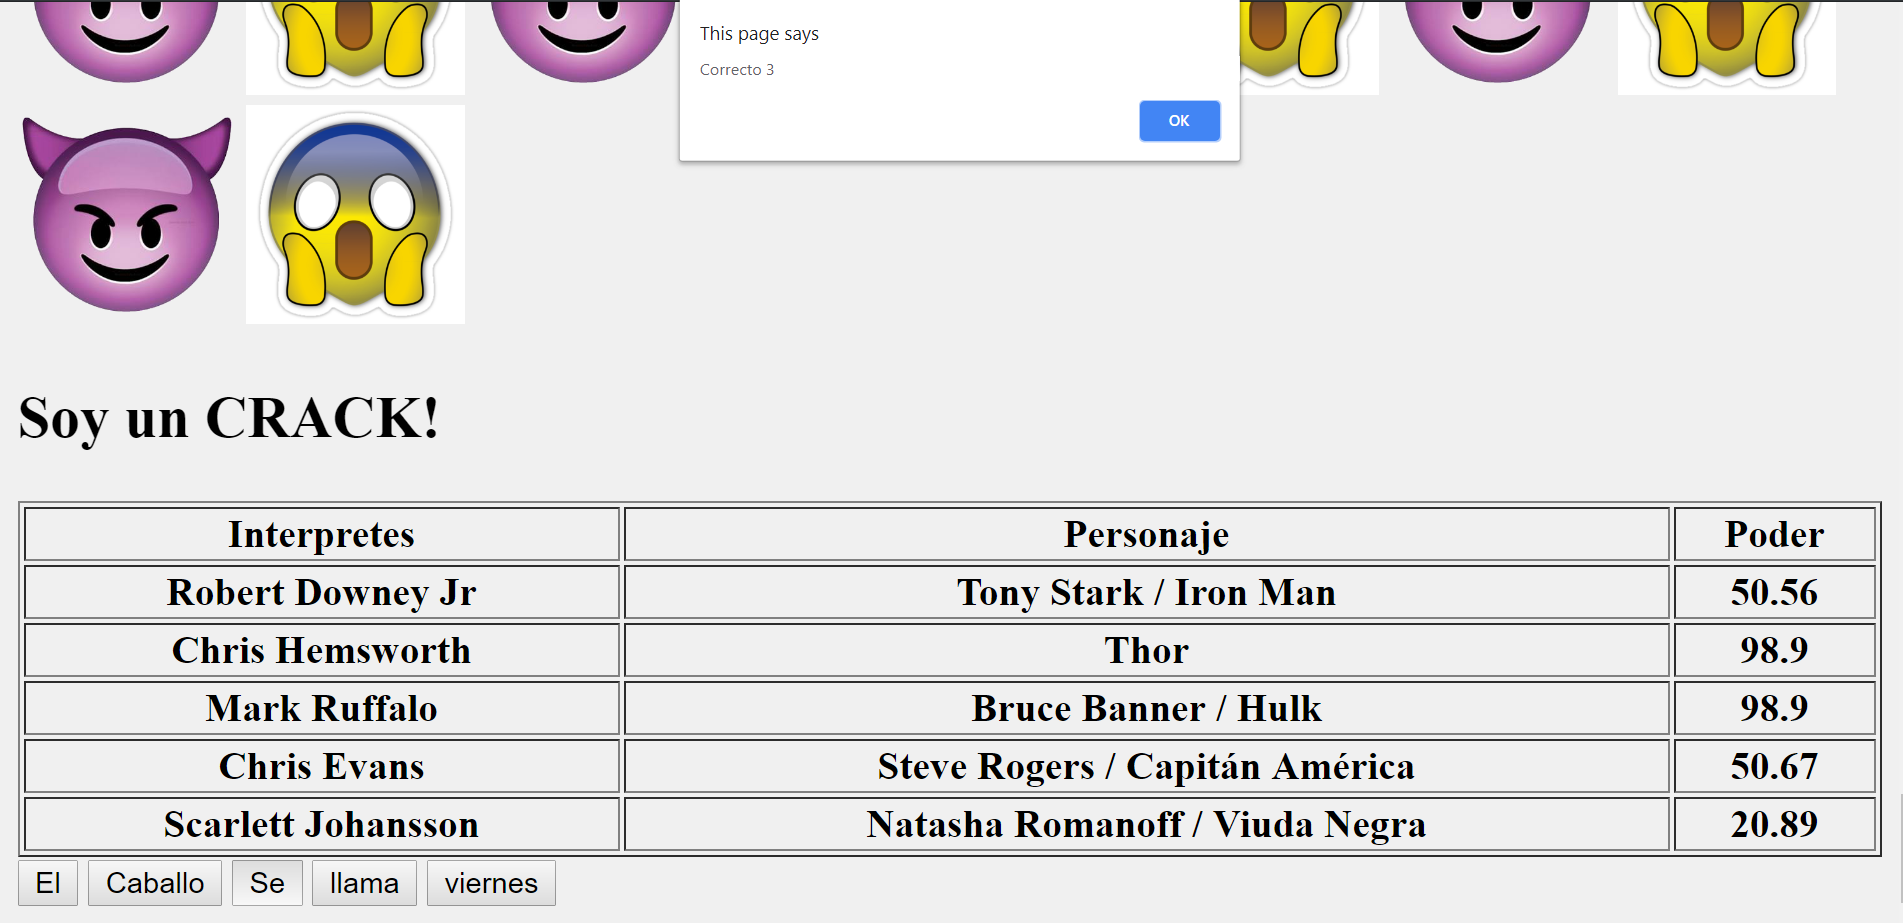 This page says
Correcto 3
OK
Soy un CRACK!
Interpretes Personaje Poder
Robert Downey Jr Tony Stark / Iron Man 50.56
Chris Hemsworth Thor 98.9
Mark Ruffalo Bruce Banner / Hulk 98.9
Chris Evans Steve Rogers / Capitán América 50.67
Scarlett Johansson Natasha Romanoff / Viuda Negra 20.89
El Caballo Se llama viernes